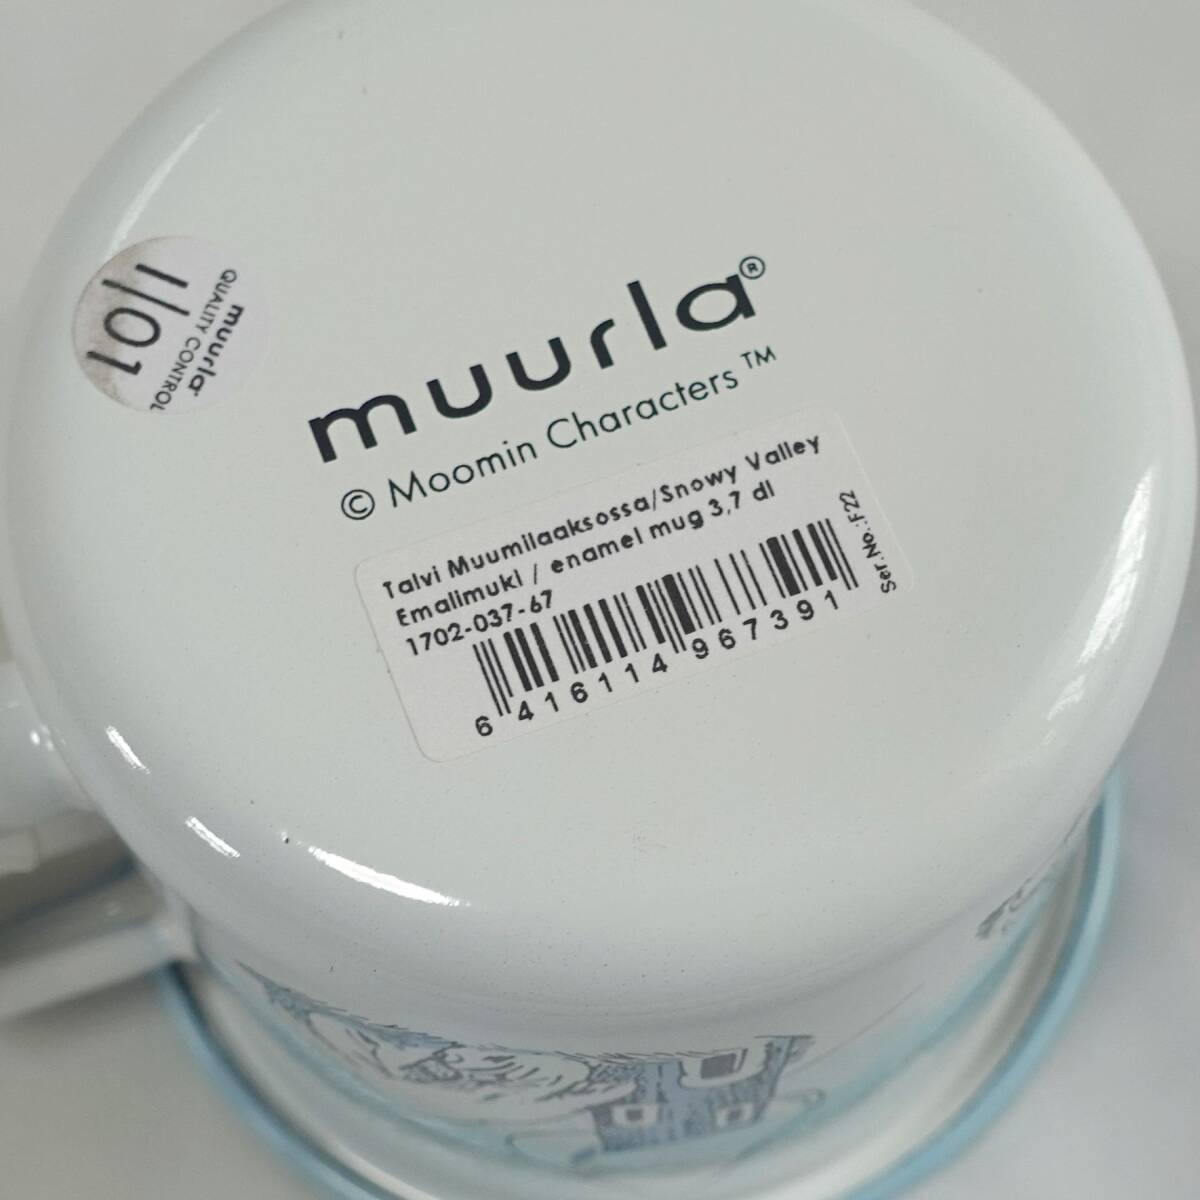 muurla®
© Moomin Characters™
Talvi Muumilaaksossa/Snowy Valley
Emalimuki / enamel mug 3,7 dl
1702-037-67
6 416114 967391
Ser.No.:F22
muurla®
QUALITY CONTROL
1/01